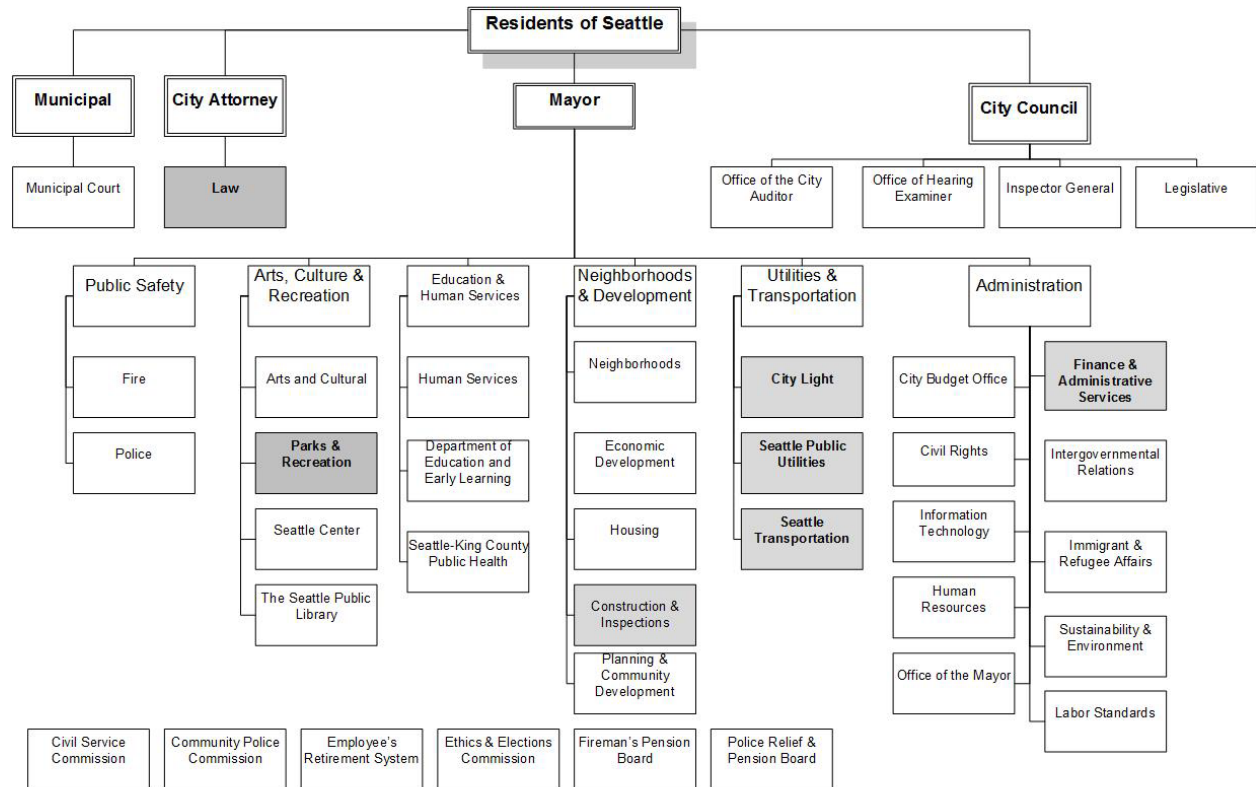 Residents of Seattle
Municipal
City Attorney
Mayor
City Council
Municipal Court
Law
Office of the City
Auditor
Office of Hearing
Examiner
Inspector General
Legislative
Public Safety
Arts, Culture &
Recreation
Education &
Human Services
Neighborhoods
& Development
Utilities &
Transportation
Administration
Fire
Police
Arts and Cultural
Parks &
Recreation
Seattle Center
The Seattle Public
Library
Human Services
Department of
Education and
Early Learning
Seattle-King County
Public Health
Neighborhoods
Economic
Development
Housing
Construction &
Inspections
Planning &
Community
Development
City Light
Seattle Public
Utilities
Seattle
Transportation
City Budget Office
Civil Rights
Information
Technology
Human
Resources
Office of the Mayor
Finance &
Administrative
Services
Intergovernmental
Relations
Immigrant &
Refugee Affairs
Sustainability &
Environment
Labor Standards
Civil Service
Commission
Community Police
Commission
Employee's
Retirement System
Ethics & Elections
Commission
Fireman's Pension
Board
Police Relief &
Pension Board